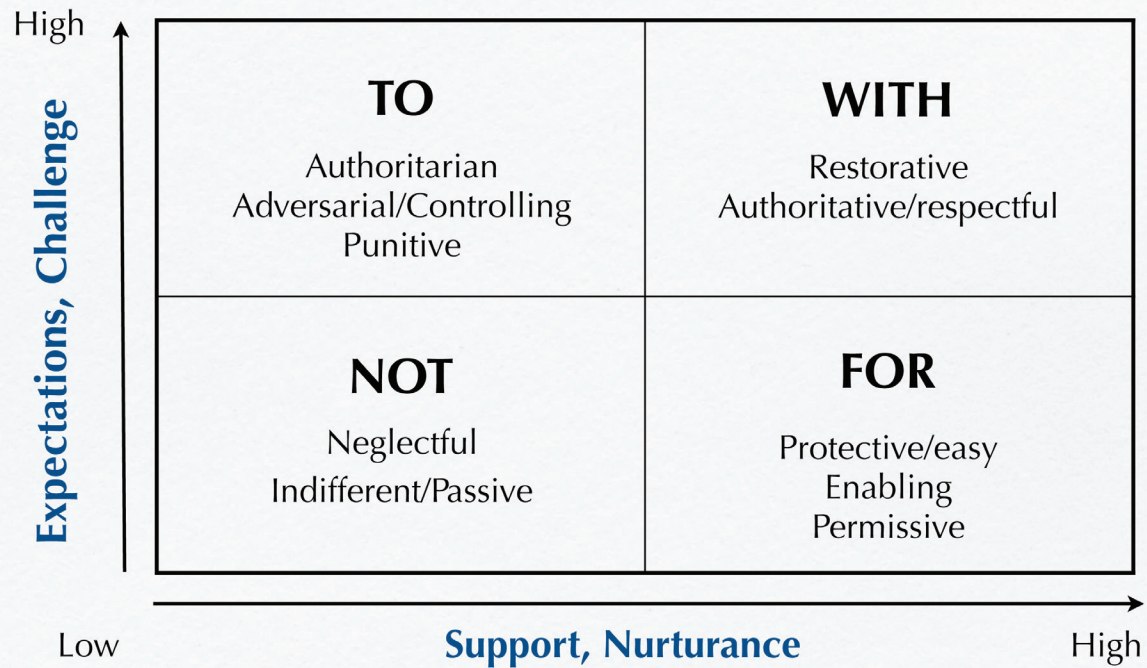 High
Expectations, Challenge
TO
Authoritarian
Adversarial/Controlling
Punitive
WITH
Restorative
Authoritative/respectful
NOT
Neglectful
Indifferent/Passive
FOR
Protective/easy
Enabling
Permissive
Low
Support, Nurturance
High